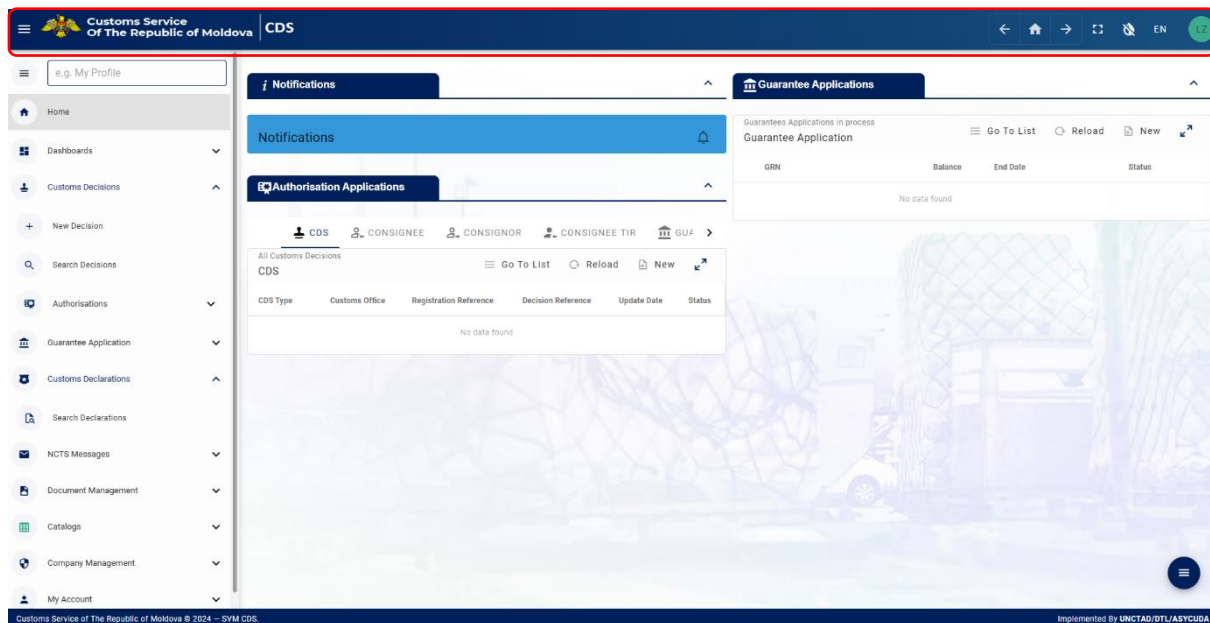 Customs Service
Of The Republic of Moldova
CDS
EN
LZ
e.g. My Profile
Home
Dashboards
Customs Decisions
New Decision
Search Decisions
Authorisations
Guarantee Application
Customs Declarations
Search Declarations
NCTS Messages
Document Management
Catalogs
Company Management
My Account
i Notifications
Notifications
Authorisation Applications
CDS CONSIGNEE CONSIGNOR CONSIGNEE TIR GUA
All Customs Decisions
CDS
Go To List Reload New
CDS Type Customs Office Registration Reference Decision Reference Update Date Status
No data found
Guarantee Applications
Guarantees Applications in process
Guarantee Application
Go To List Reload New
GRN Balance End Date Status
No data found
Customs Service of The Republic of Moldova © 2024 – SVM CDS.
Implemented By UNCTAD/DTL/ASYCUDA